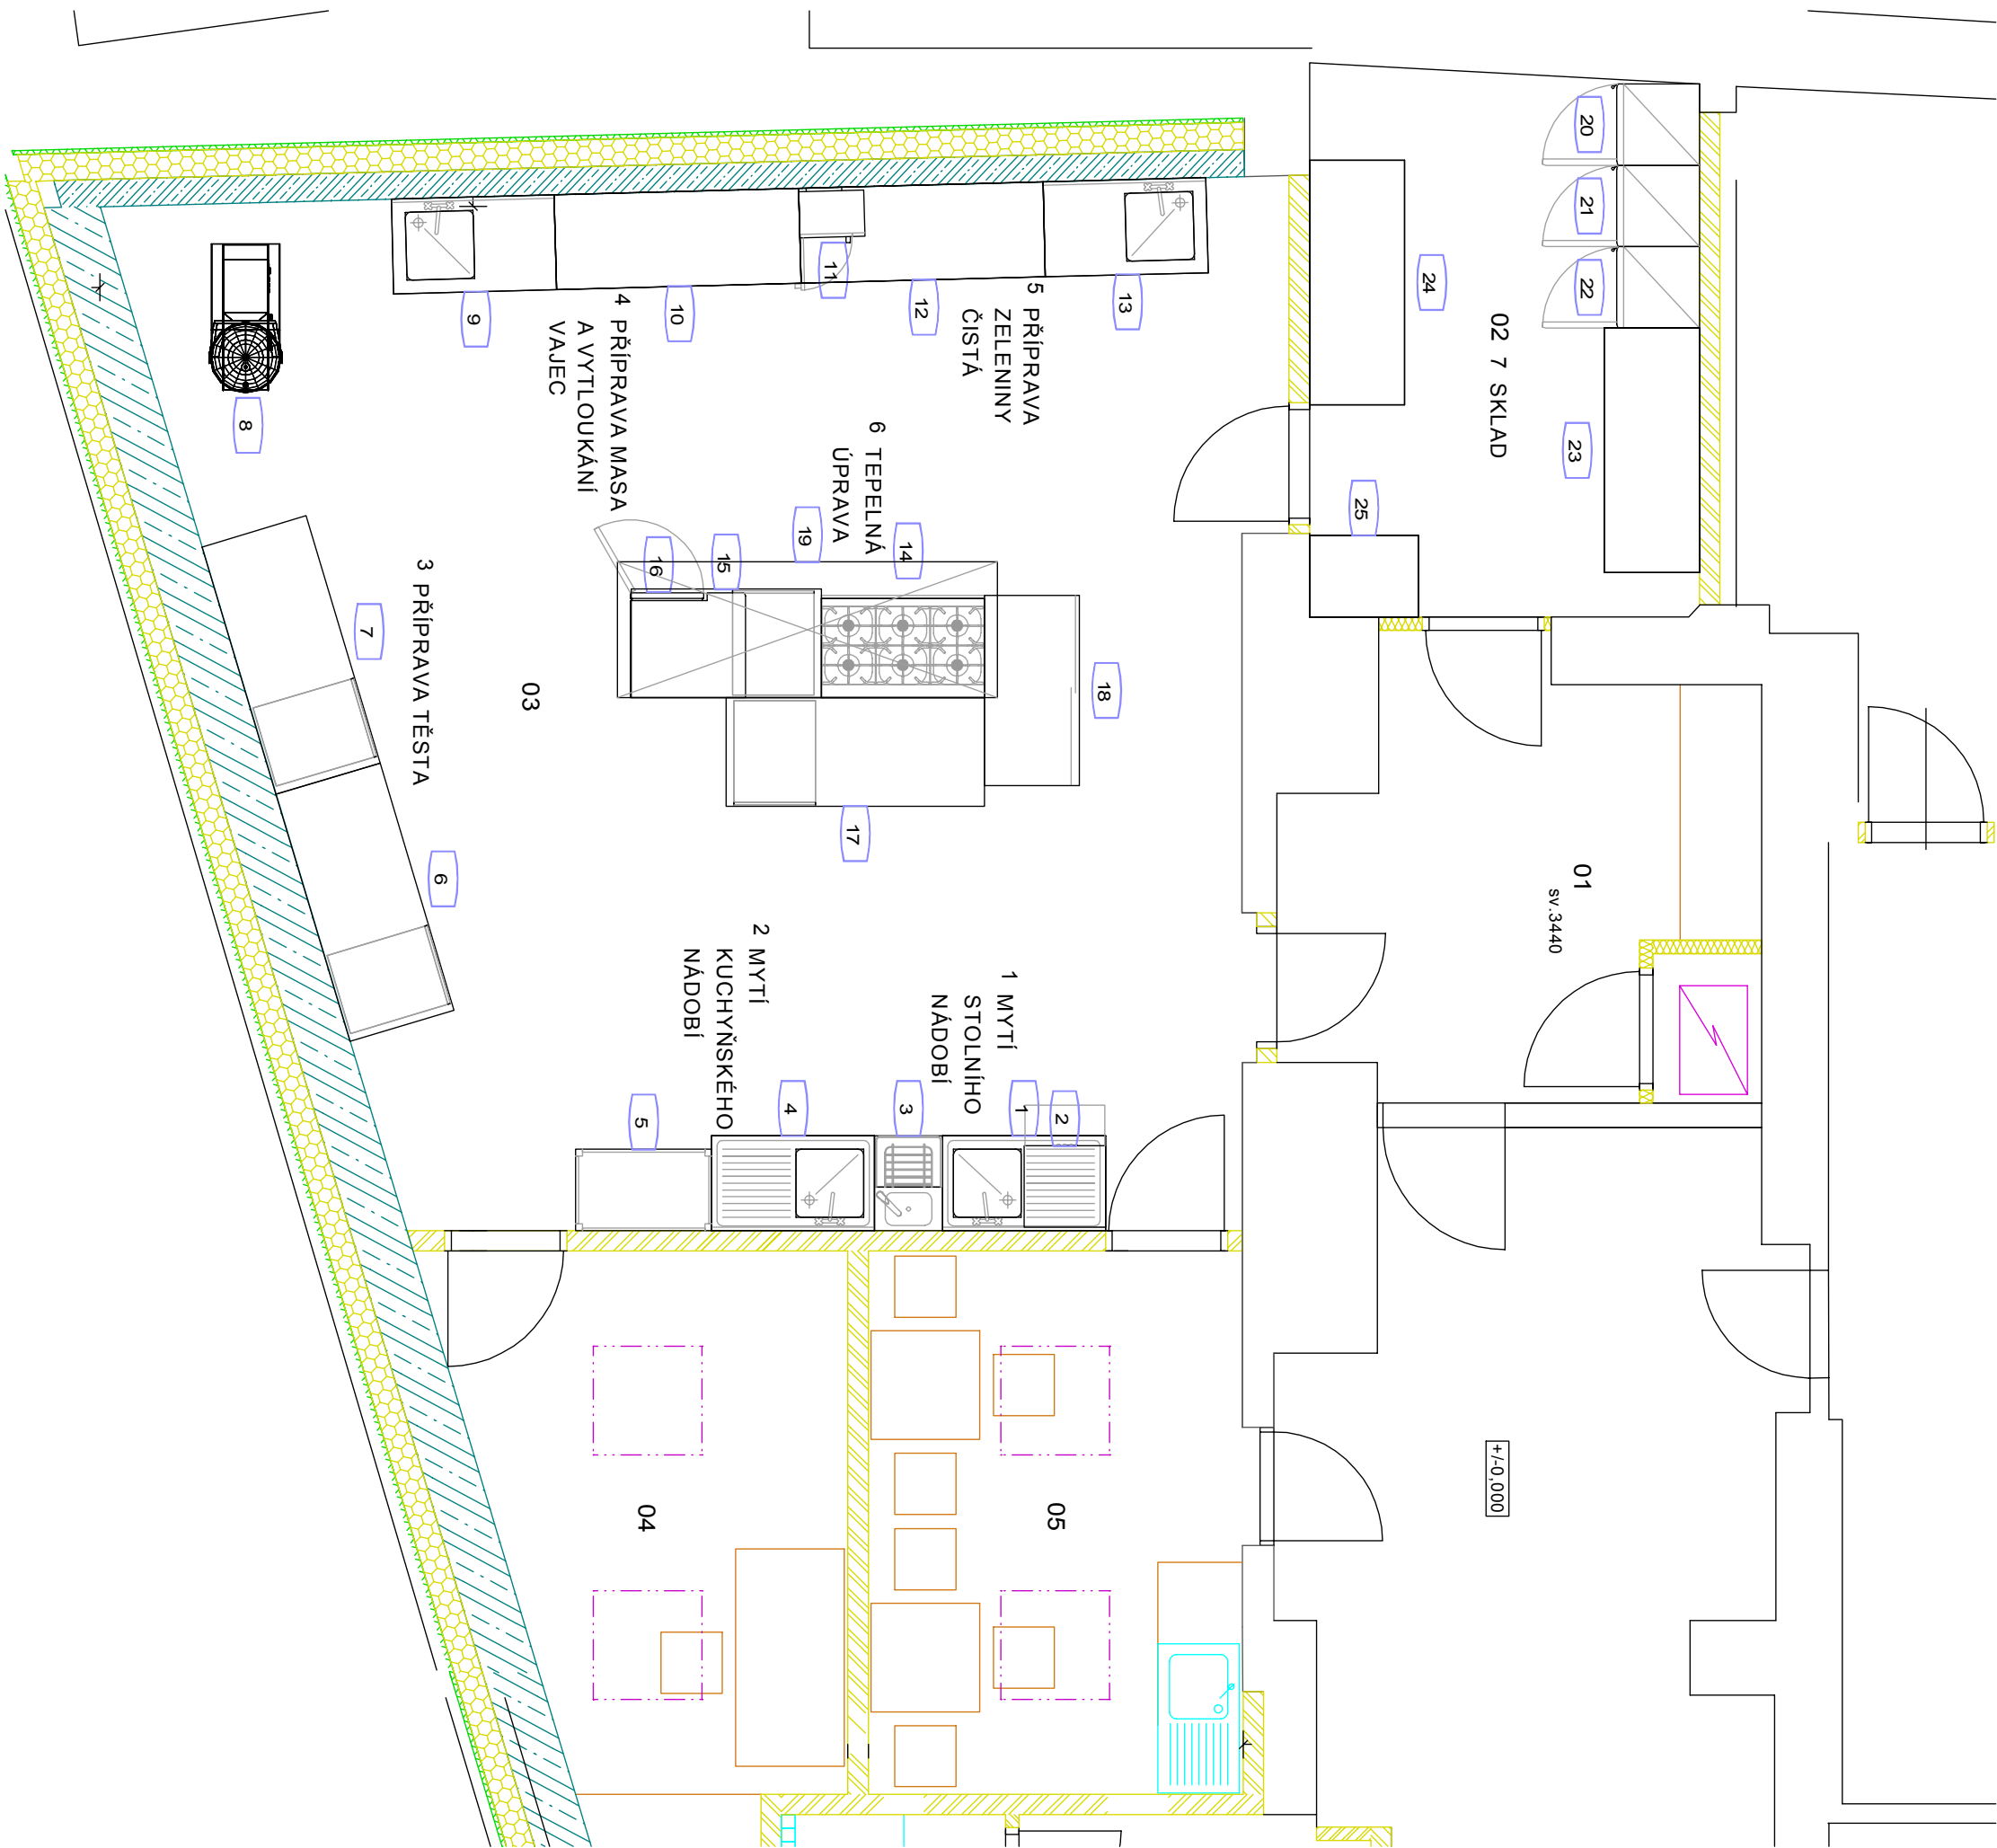 20
21
22
24
23
02 7 SKLAD
25
13
12
11
10
9
8
5 PŘÍPRAVA
ZELENINY
ČISTÁ
4 PŘÍPRAVA MASA
A VYTLOUKÁNÍ
VAJEC
6 TEPELNÁ
ÚPRAVA
14
19
15
16
18
17
7
6
3 PŘÍPRAVA TĚSTA
03
01
sv.3440
1 MYTÍ
STOLNÍHO
NÁDOBÍ
2 MYTÍ
KUCHYŇSKÉHO
NÁDOBÍ
2
1
3
4
5
+/-0,000
05
04